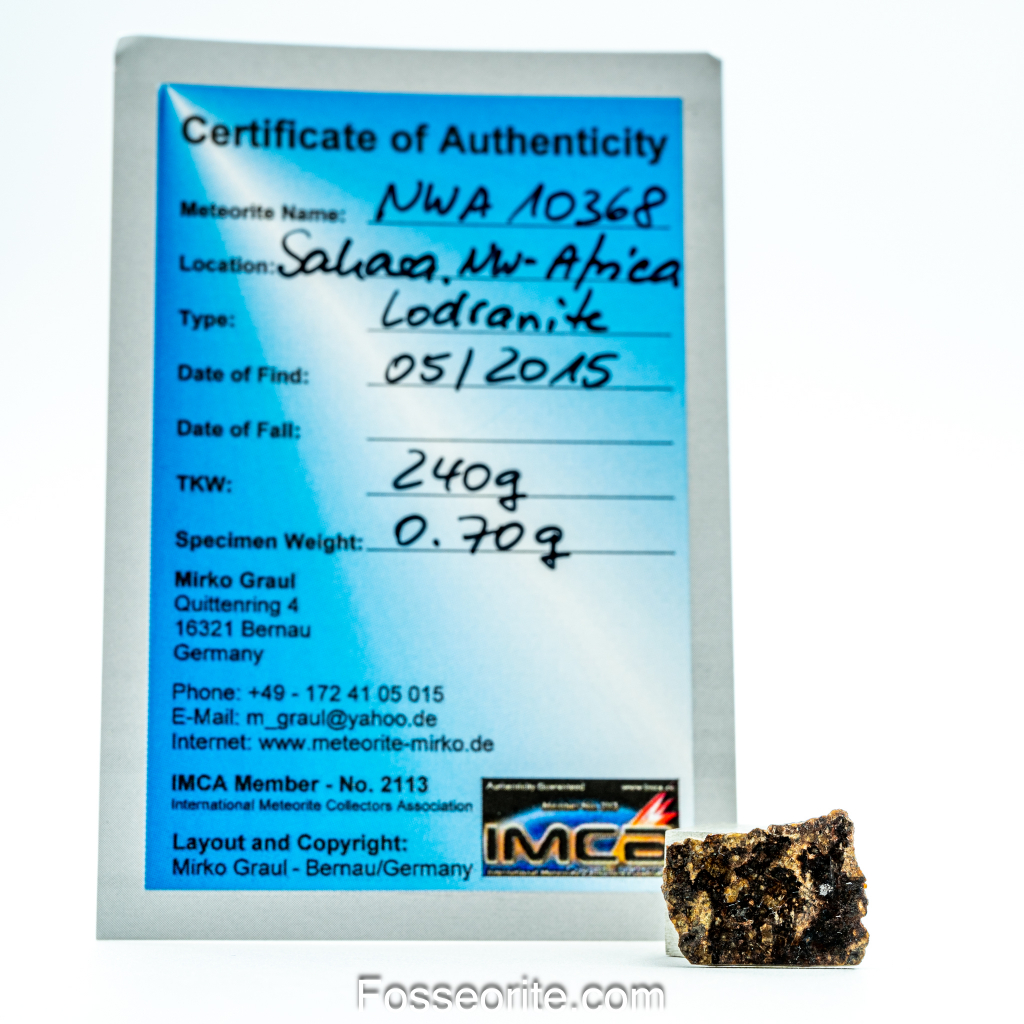 Certificate of Authenticity
Meteorite Name: NWA 10368
Location: Sahara, NW-Africa
Type: Lodranite
Date of Find: 05/2015
Date of Fall:
TKW: 240g
Specimen Weight: 0.70g
Mirko Graul
Quittenring 4
16321 Bernau
Germany
Phone: +49 - 172 41 05 015
E-Mail: m_graul@yahoo.de
Internet: www.meteorite-mirko.de
IMCA Member - No. 2113
International Meteorite Collectors Association
Layout and Copyright:
Mirko Graul - Bernau/Germany
Authenticity Guaranteed
IMCA
Fosseorite.com